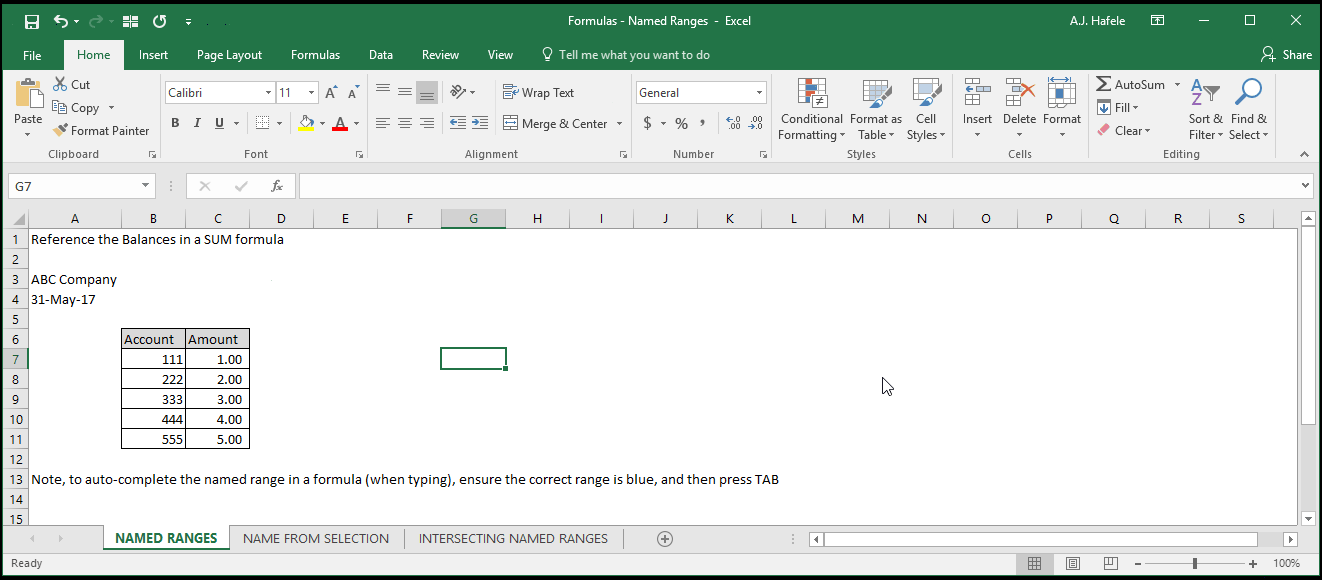 Formulas - Named Ranges - Excel
A.J. Hafele
File Home Insert Page Layout Formulas Data Review View Tell me what you want to do Share
Paste Cut Copy Format Painter
Calibri 11
B I U A A A
Wrap Text
Merge & Center
General
$ % , .00 .0 .00
Conditional Formatting Format as Table Cell Styles
Insert Delete Format
AutoSum Fill Clear
Sort & Filter Find & Select
Clipboard Font Alignment Number Styles Cells Editing
G7 fx
A B C D E F G H I J K L M N O P Q R S
1 Reference the Balances in a SUM formula
2
3 ABC Company
4 31-May-17
5
6 Account Amount
7 111 1.00
8 222 2.00
9 333 3.00
10 444 4.00
11 555 5.00
12
13 Note, to auto-complete the named range in a formula (when typing), ensure the correct range is blue, and then press TAB
14
15
NAMED RANGES NAME FROM SELECTION INTERSECTING NAMED RANGES
Ready 100%